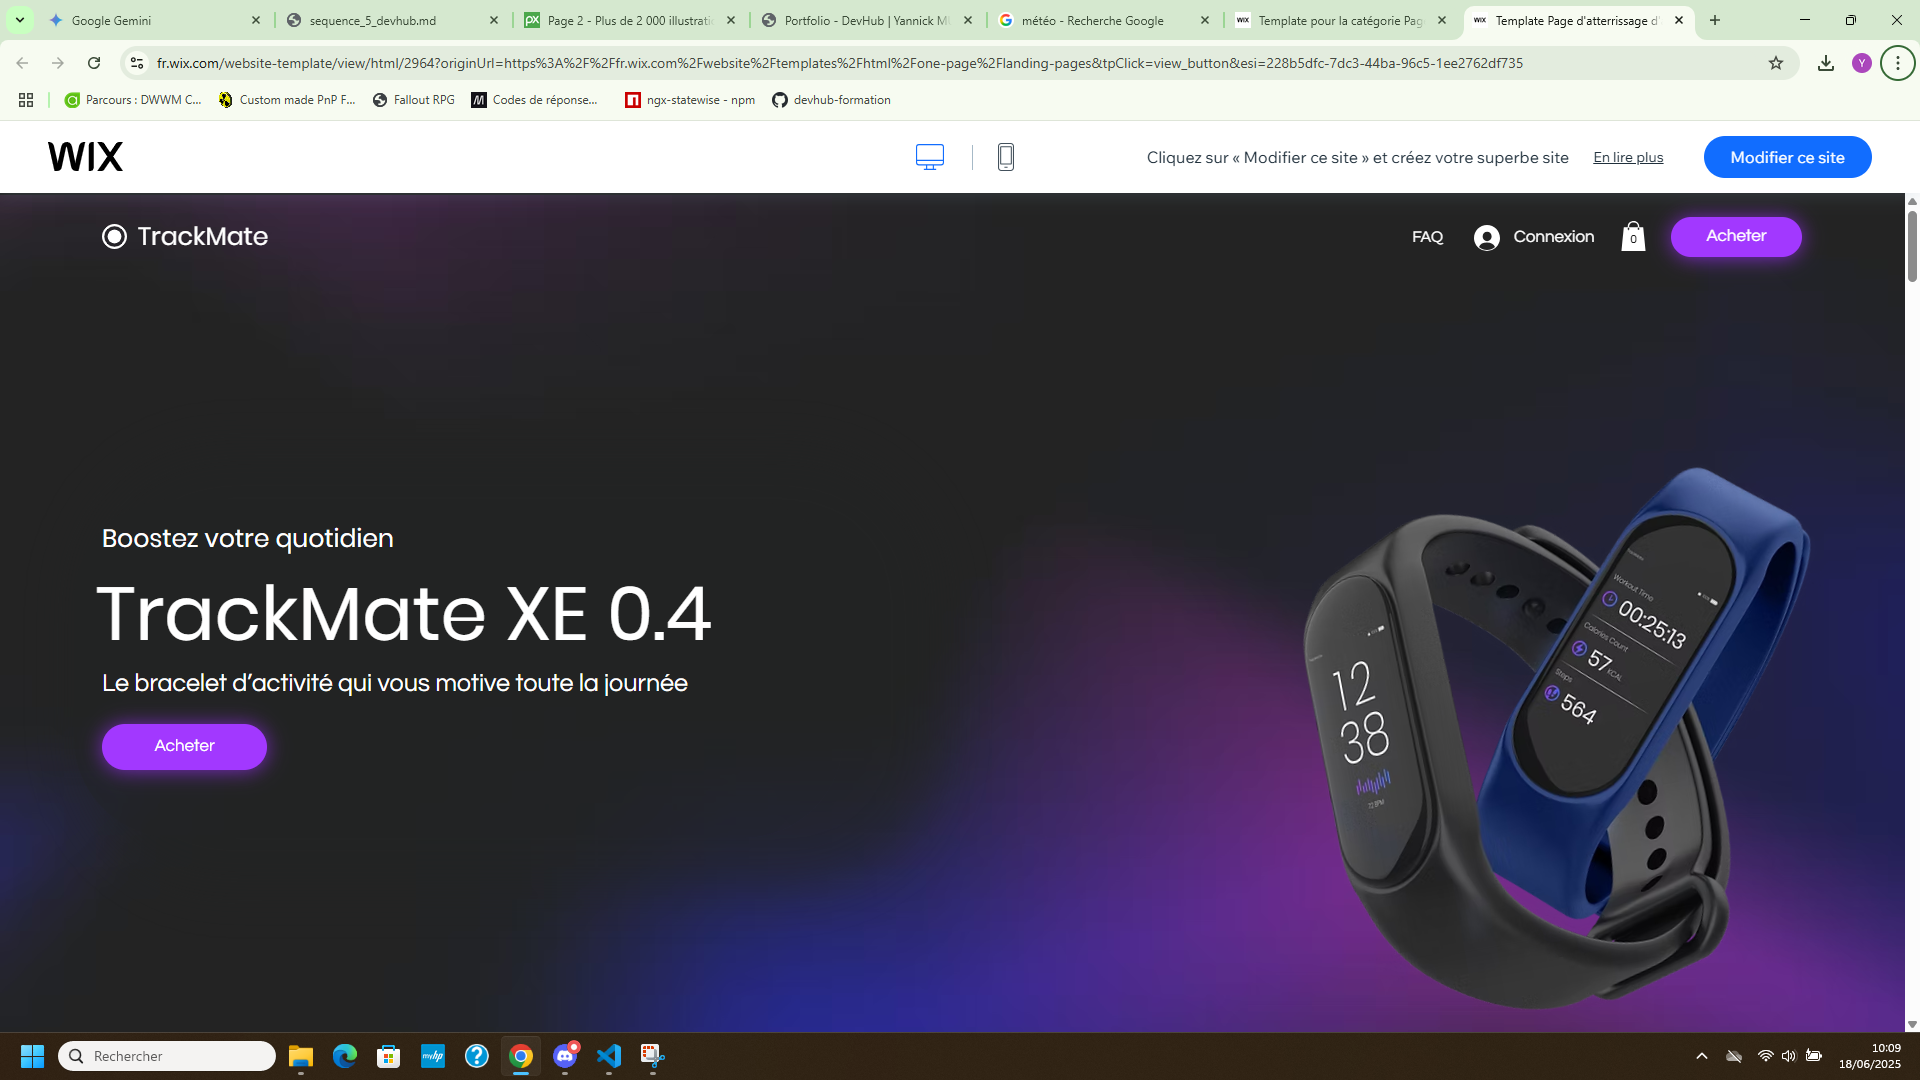 Google Gemini
sequence_5_devhub.md
Page 2 - Plus de 2 000 illustratio
Portfolio - DevHub | Yannick M
météo - Recherche Google
Template pour la catégorie Pag
Template Page d'atterrissage d'
fr.wix.com/website-template/view/html/2964?originUrl=https%3A%2F%2Ffr.wix.com%2Fwebsite%2Ftemplates%2Fhtml%2Fone-page%2Flanding-pages&tpClick=view_button&esi=228b5dfc-7dc3-44ba-96c5-1ee2762df735
Y
Parcours : DWWM C...
Custom made PnP F...
Fallout RPG
Codes de réponse...
ngx-statewise - npm
devhub-formation
WIX
Cliquez sur « Modifier ce site » et créez votre superbe site
En lire plus
Modifier ce site
TrackMate
FAQ
Connexion
0
Acheter
Boostez votre quotidien
TrackMate XE 0.4
Le bracelet d’activité qui vous motive toute la journée
Acheter
12
38
72 BPM
Workout Time
00:25:13
Calories Count
57 KCAL
Steps
564
Rechercher
10:09
18/06/2025